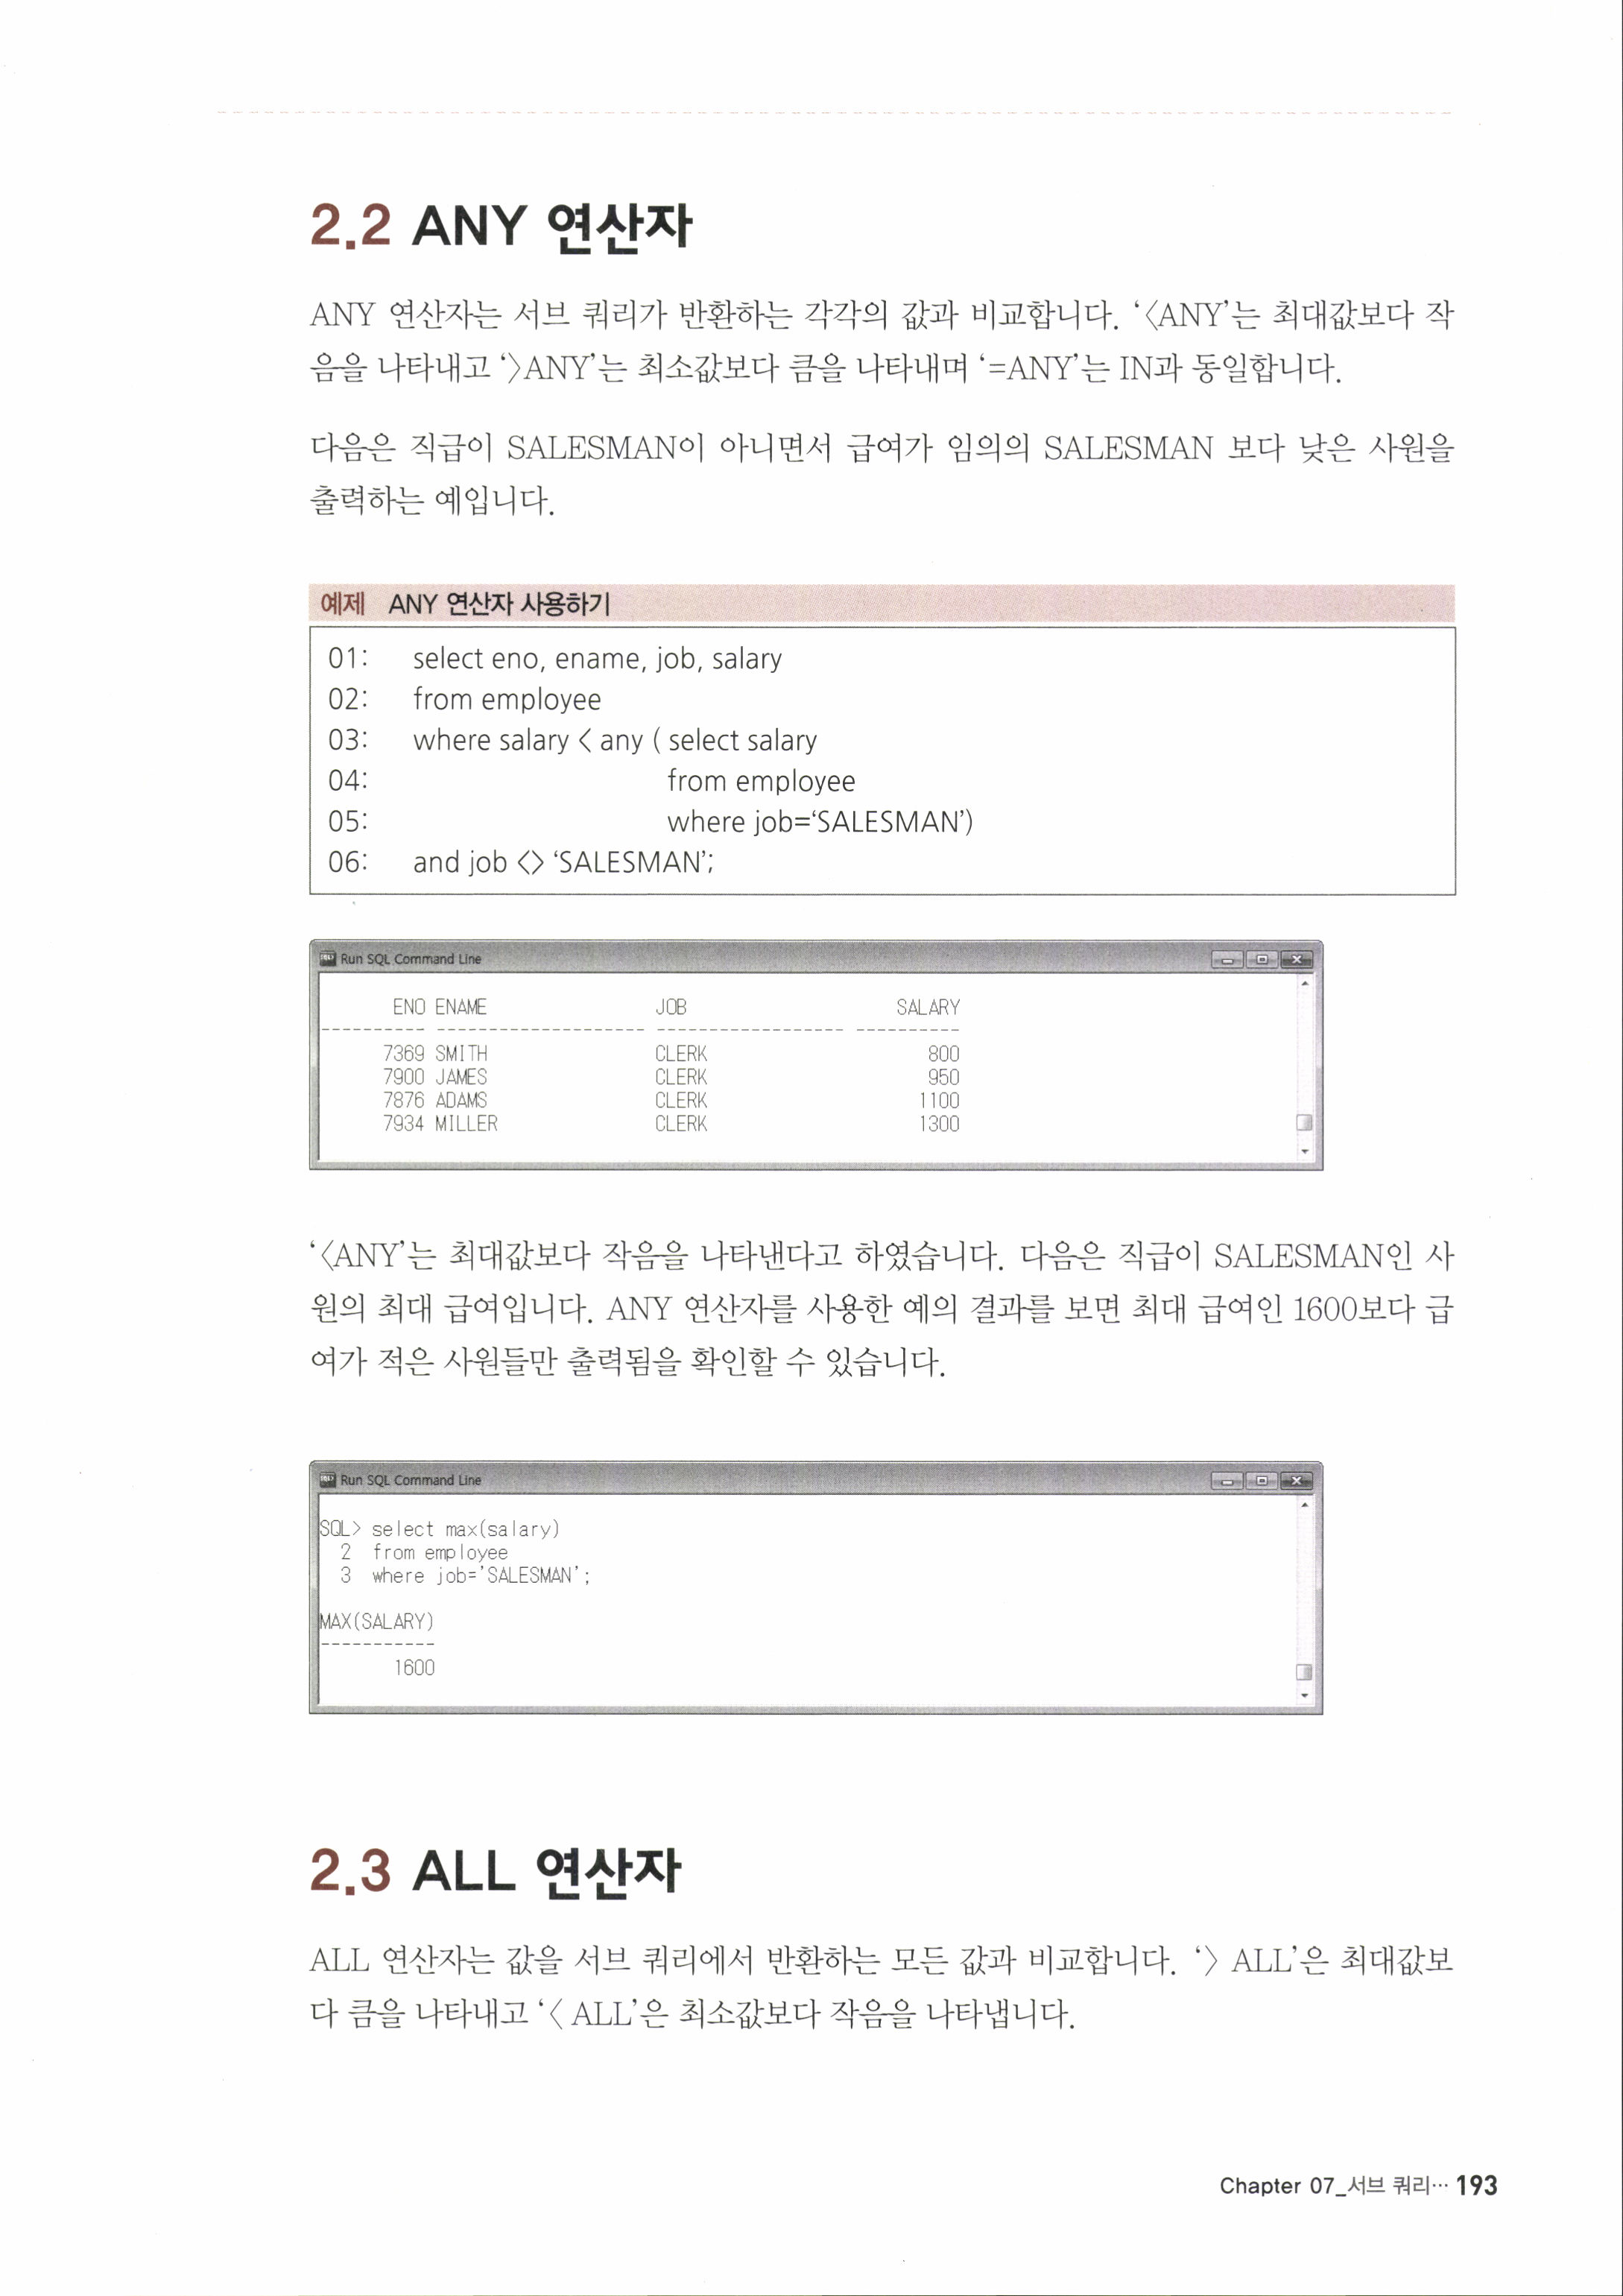 2.2 ANY 연산자
ANY 연산자는 서브 쿼리가 반환하는 각각의 값과 비교합니다. ‘〈ANY’는 최대값보다 작
음을 나타내고 ‘〉ANY’는 최소값보다 큼을 나타내며 ‘=ANY’는 IN과 동일합니다.
다음은 직급이 SALESMAN이 아니면서 급여가 임의의 SALESMAN 보다 낮은 사원을
출력하는 예입니다.
예제 ANY 연산자 사용하기
01: select eno, ename, job, salary
02: from employee
03: where salary < any ( select salary
04: from employee
05: where job=‘SALESMAN’)
06: and job <> ‘SALESMAN’;
Run SQL Command Line
ENO ENAME JOB SALARY
---------- -------------------- ------------------ ----------
7369 SMITH CLERK 800
7900 JAMES CLERK 950
7876 ADAMS CLERK 1100
7934 MILLER CLERK 1300
‘〈ANY’는 최대값보다 작음을 나타낸다고 하였습니다. 다음은 직급이 SALESMAN인 사
원의 최대 급여입니다. ANY 연산자를 사용한 예의 결과를 보면 최대 급여인 1600보다 급
여가 적은 사원들만 출력됨을 확인할 수 있습니다.
Run SQL Command Line
SQL> select max(salary)
2 from employee
3 where job='SALESMAN';
MAX(SALARY)
-----------
1600
2.3 ALL 연산자
ALL 연산자는 값을 서브 쿼리에서 반환하는 모든 값과 비교합니다. ‘〉 ALL’은 최대값보
다 큼을 나타내고 ‘〈 ALL’은 최소값보다 작음을 나타냅니다.
Chapter 07_서브 쿼리··· 193